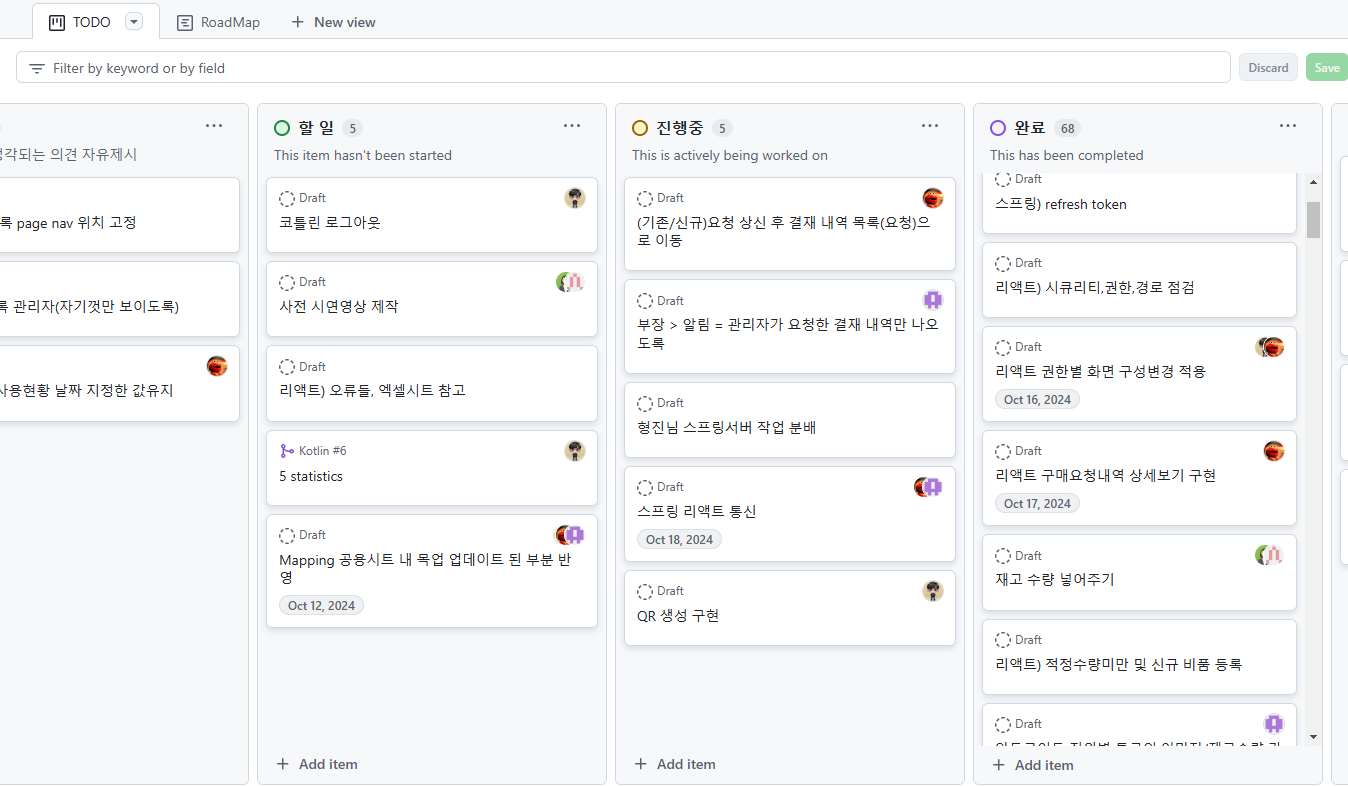 TODO
RoadMap
New view
Filter by keyword or by field
Discard
Save
생각되는 의견 자유제시
록 page nav 위치 고정
록 관리자(자기껏만 보이도록)
사용현황 날짜 지정한 값유지
할 일 5
This item hasn't been started
Draft
코틀린 로그아웃
Draft
사전 시연영상 제작
Draft
리액트) 오류들, 엑셀시트 참고
Kotlin #6
5 statistics
Draft
Mapping 공용시트 내 목업 업데이트 된 부분 반
영
Oct 12, 2024
Add item
진행중 5
This is actively being worked on
Draft
(기존/신규)요청 상신 후 결재 내역 목록(요청)으
로 이동
Draft
부장 > 알림 = 관리자가 요청한 결재 내역만 나오
도록
Draft
형진님 스프링서버 작업 분배
Draft
스프링 리액트 통신
Oct 18, 2024
Draft
QR 생성 구현
Add item
완료 68
This has been completed
Draft
스프링) refresh token
Draft
리액트) 시큐리티,권한,경로 점검
Draft
리액트 권한별 화면 구성변경 적용
Oct 16, 2024
Draft
리액트 구매요청내역 상세보기 구현
Oct 17, 2024
Draft
재고 수량 넣어주기
Draft
리액트) 적정수량미만 및 신규 비품 등록
Draft
Add item